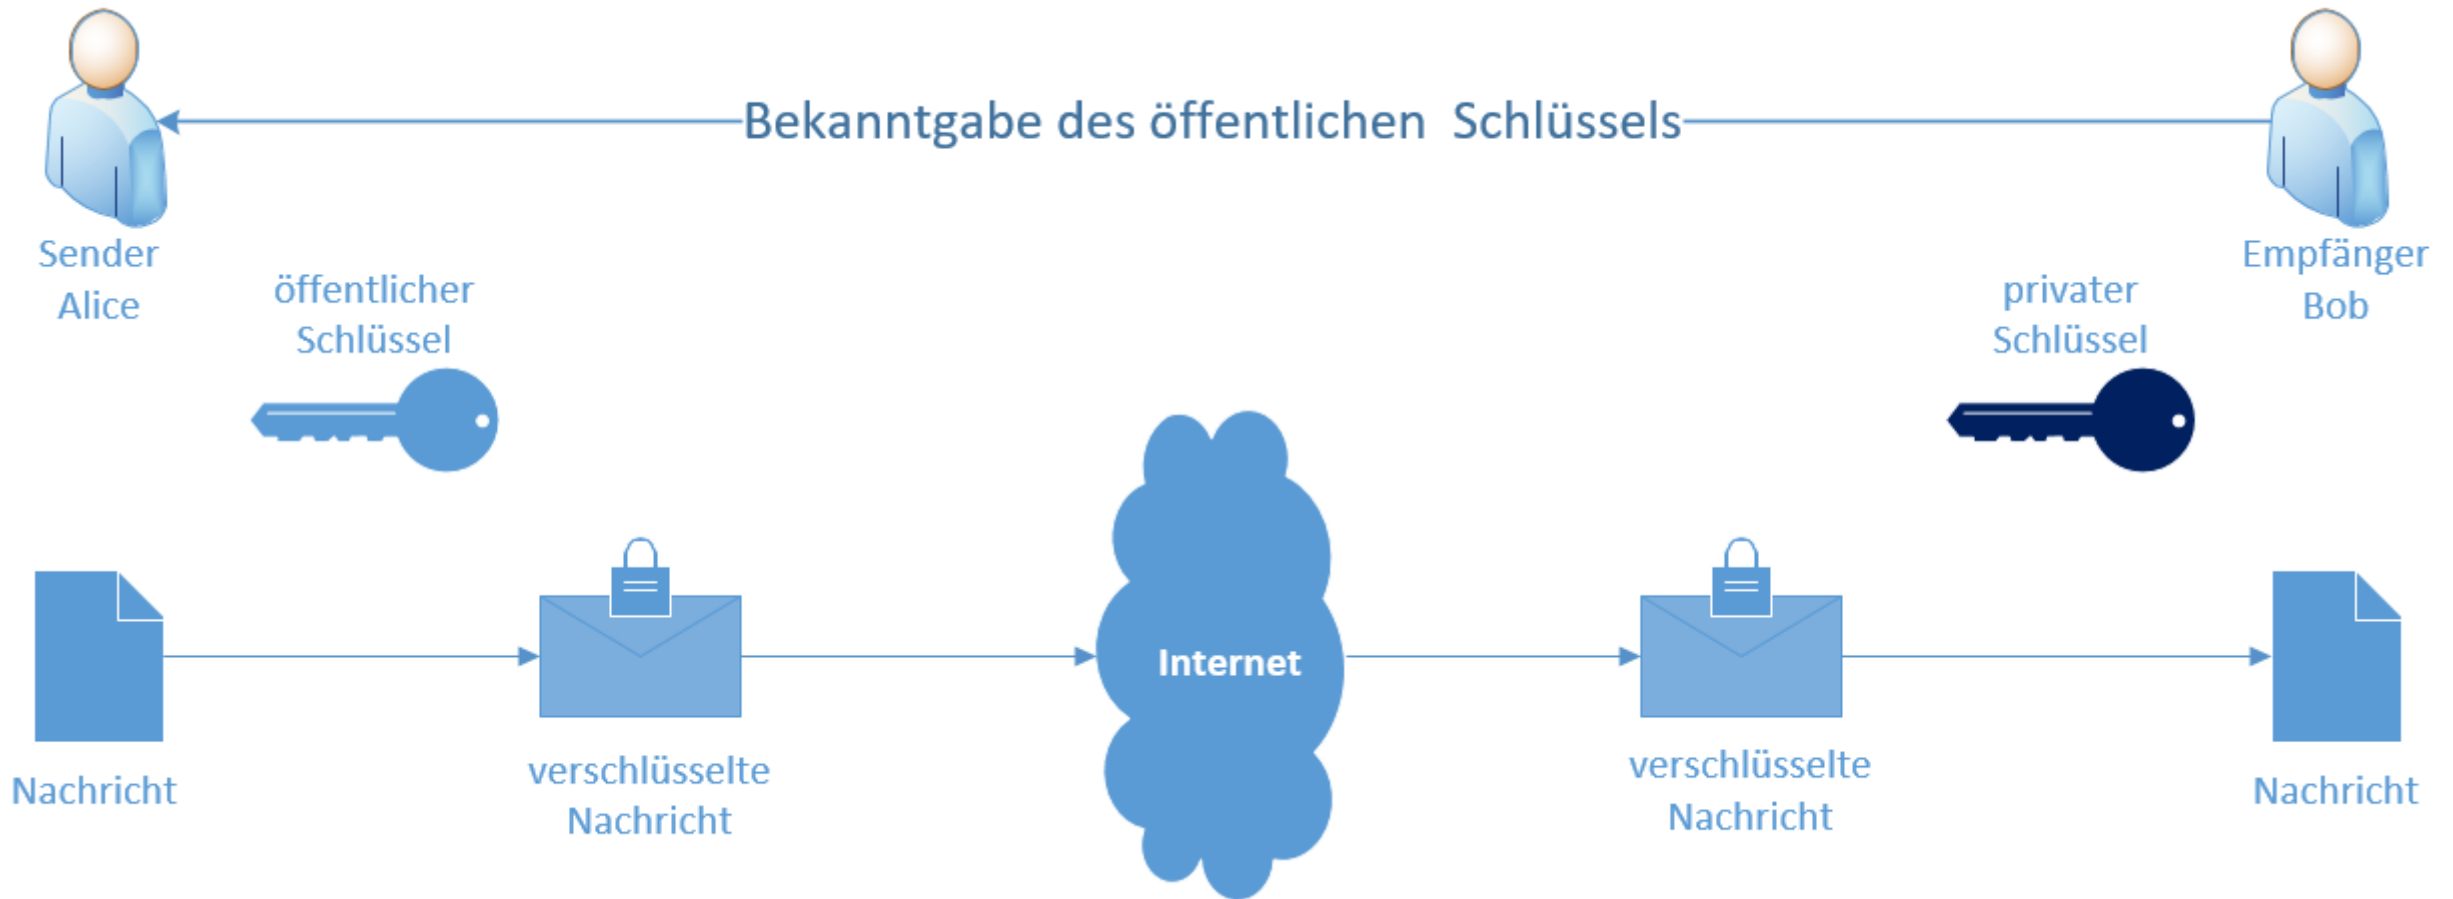 Bekanntgabe des öffentlichen Schlüssels
Sender
Alice
Empfänger
Bob
öffentlicher
Schlüssel
privater
Schlüssel
Internet
Nachricht
verschlüsselte
Nachricht
verschlüsselte
Nachricht
Nachricht